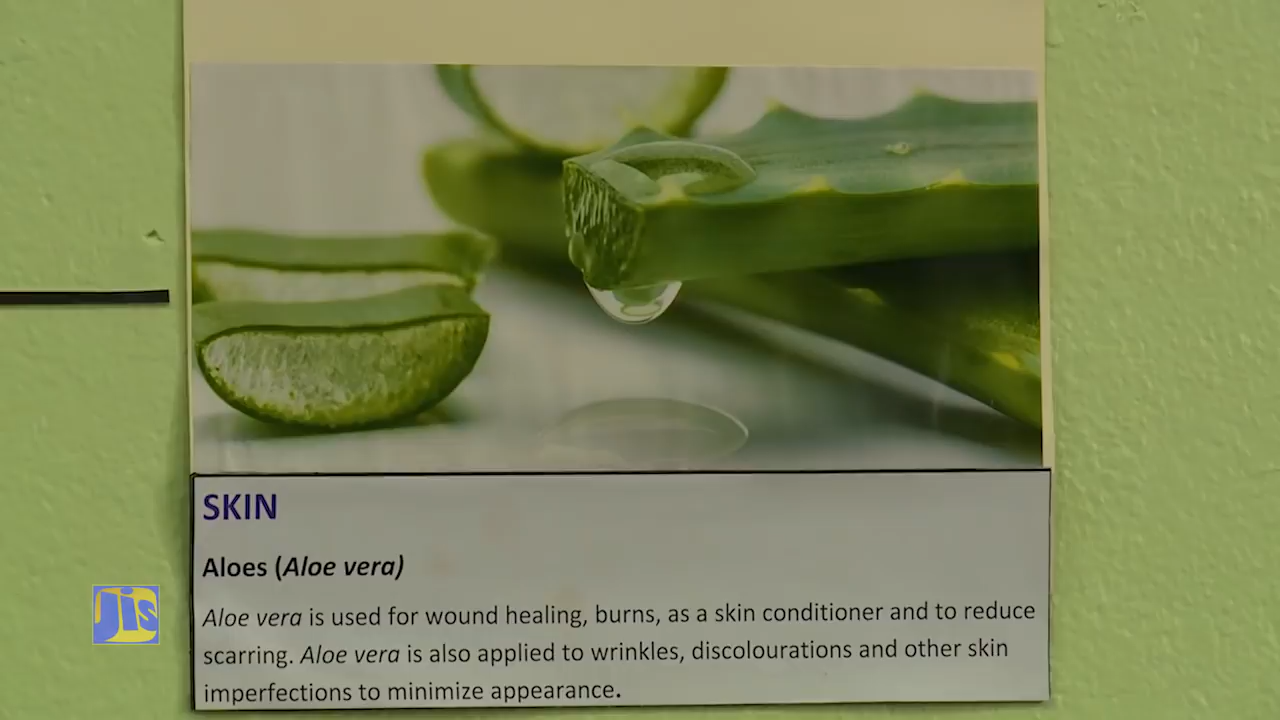 SKIN
Aloes (Aloe vera)
Aloe vera is used for wound healing, burns, as a skin conditioner and to reduce
scarring. Aloe vera is also applied to wrinkles, discolourations and other skin
imperfections to minimize appearance.
Jis